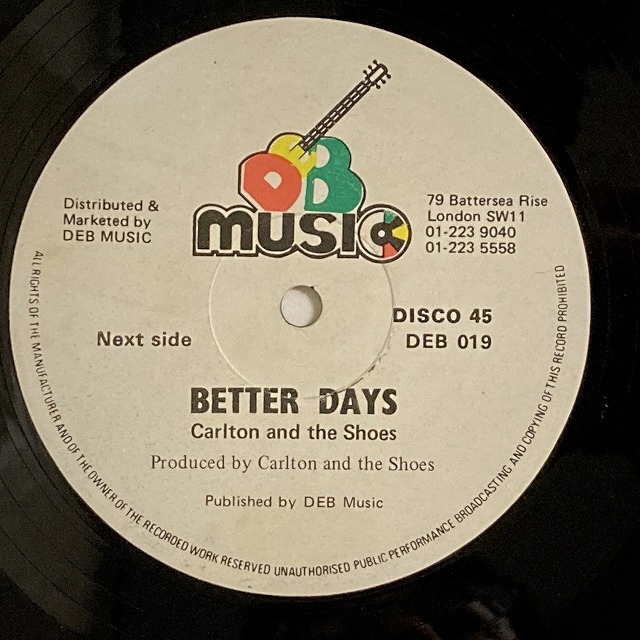 DEB
MUSIC
Distributed &
Marketed by
DEB MUSIC
79 Battersea Rise
London SW11
01-223 9040
01-223 5558
Next side
DISCO 45
DEB 019
BETTER DAYS
Carlton and the Shoes
Produced by Carlton and the Shoes
Published by DEB Music
ALL RIGHTS OF THE MANUFACTURER AND OF THE OWNER OF THE RECORDED WORK RESERVED UNAUTHORISED PUBLIC PERFORMANCE BROADCASTING AND COPYING OF THIS RECORD PROHIBITED